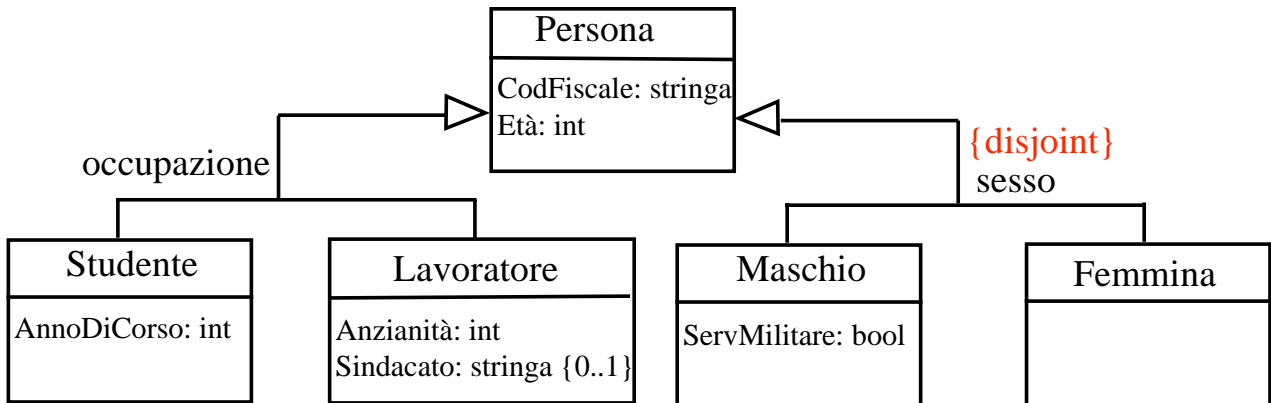 Persona
CodFiscale: stringa
Età: int
occupazione
{disjoint}
sesso
Studente
AnnoDiCorso: int
Lavoratore
Anzianità: int
Sindacato: stringa {0..1}
Maschio
ServMilitare: bool
Femmina